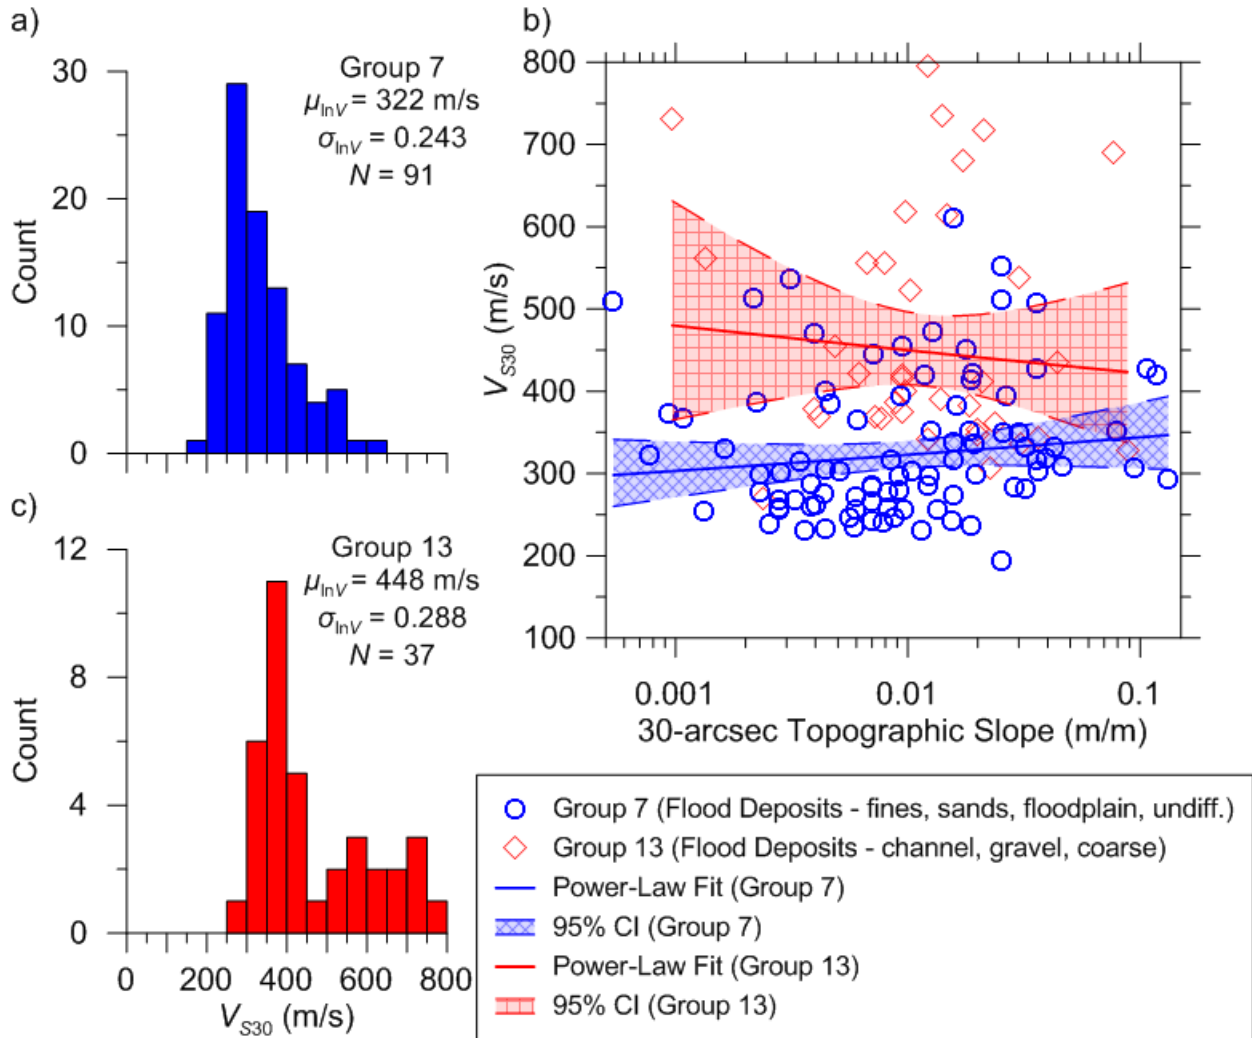 a)
Group 7
μlnV = 322 m/s
σlnV = 0.243
N = 91
30
20
10
0
Count
b)
800
700
600
500
400
300
200
100
VS30 (m/s)
0.001 0.01 0.1
30-arcsec Topographic Slope (m/m)
c)
Group 13
μlnV = 448 m/s
σlnV = 0.288
N = 37
12
8
4
0
Count
0 200 400 600 800
VS30 (m/s)
Group 7 (Flood Deposits - fines, sands, floodplain, undiff.)
Group 13 (Flood Deposits - channel, gravel, coarse)
Power-Law Fit (Group 7)
95% CI (Group 7)
Power-Law Fit (Group 13)
95% CI (Group 13)